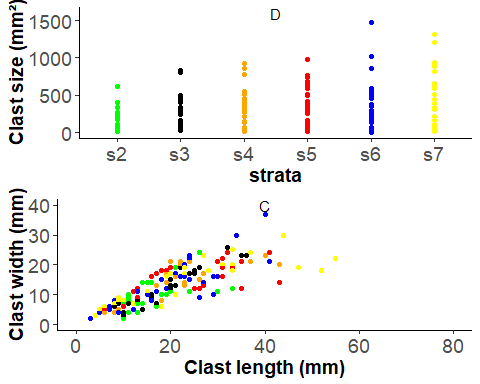 D
Clast size (mm²)
1500
1000
500
0
s2 s3 s4 s5 s6 s7
strata
C
Clast width (mm)
40
30
20
10
0
0 20 40 60 80
Clast length (mm)